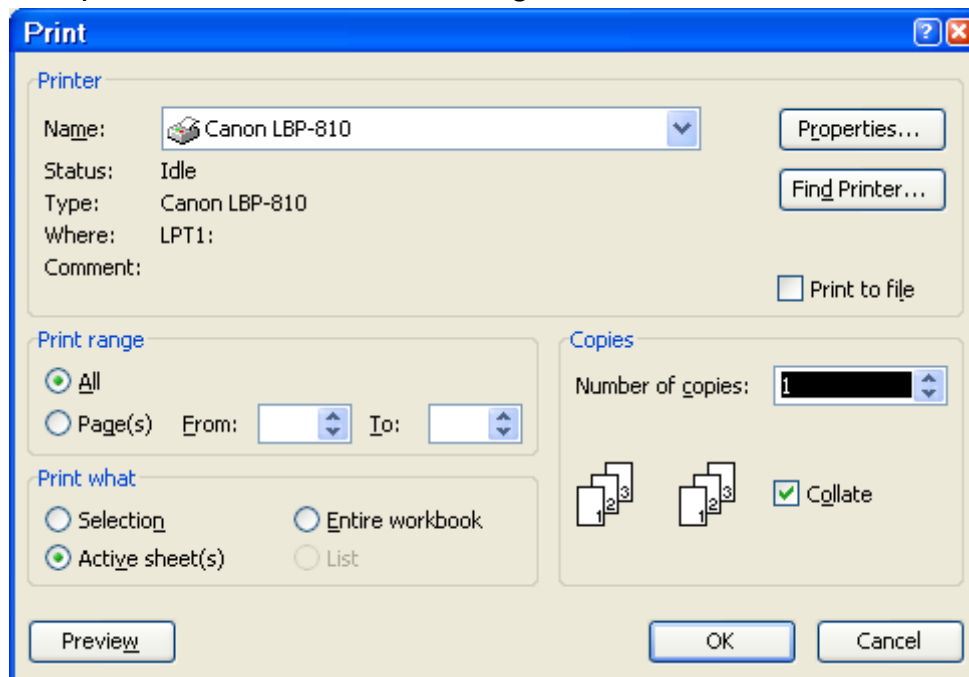 Print
Printer
Name: Canon LBP-810 Properties...
Status: Idle
Find Printer...
Type: Canon LBP-810
Where: LPT1:
Comment:
Print to file
Print range
All
Page(s) From: To:
Copies
Number of copies: 1
1 2 3 1 2 3 Collate
Print what
Selection Entire workbook
Active sheet(s) List
Preview OK Cancel